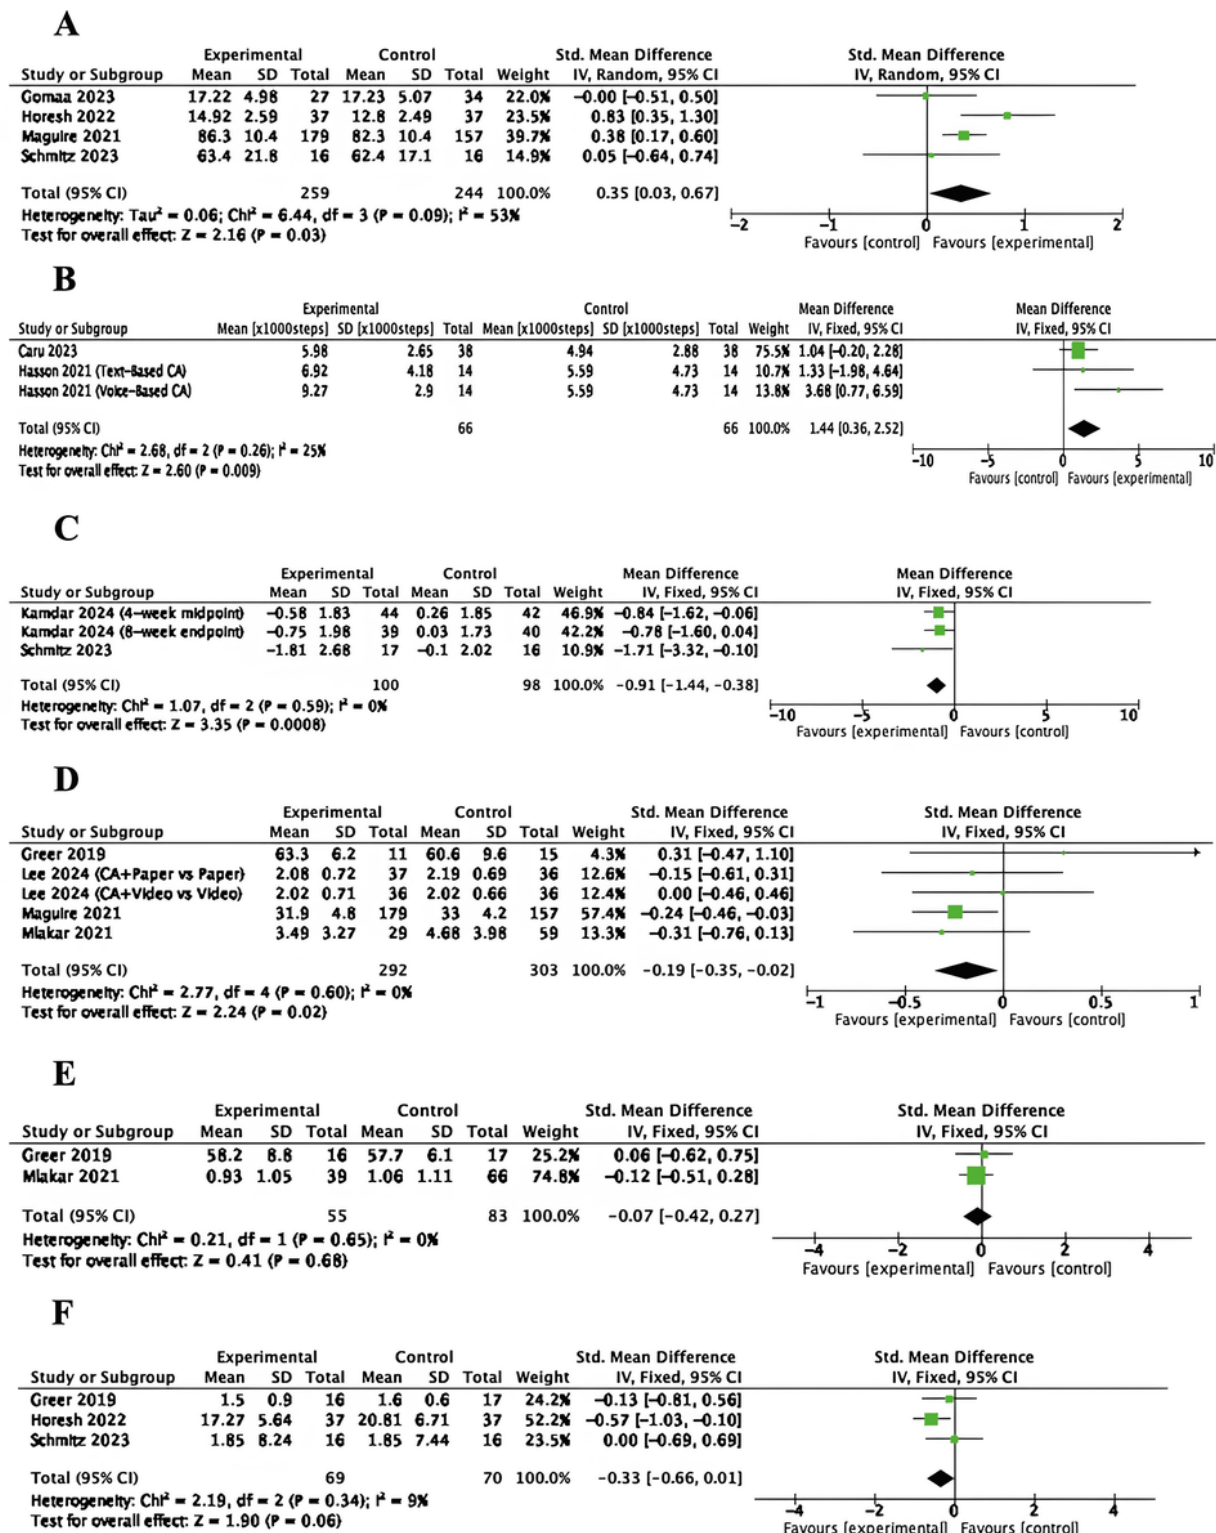 A
Experimental Control Std. Mean Difference Std. Mean Difference
Study or Subgroup Mean SD Total Mean SD Total Weight IV, Random, 95% CI IV, Random, 95% CI
Gomaa 2023 17.22 4.98 27 17.23 5.07 34 22.0% −0.00 [−0.51, 0.50]
Horesh 2022 14.92 2.59 37 12.8 2.49 37 23.5% 0.83 [0.35, 1.30]
Maguire 2021 86.3 10.4 179 82.3 10.4 157 39.7% 0.38 [0.17, 0.60]
Schmitz 2023 63.4 21.8 16 62.4 17.1 16 14.9% 0.05 [−0.64, 0.74]
Total (95% CI) 259 244 100.0% 0.35 [0.03, 0.67]
Heterogeneity: Tau² = 0.06; Chi² = 6.44, df = 3 (P = 0.09); I² = 53%
Test for overall effect: Z = 2.16 (P = 0.03)
−2 −1 0 1 2
Favours [control] Favours [experimental]
B
Experimental Control Mean Difference Mean Difference
Study or Subgroup Mean [x1000steps] SD [x1000steps] Total Mean [x1000steps] SD [x1000steps] Total Weight IV, Fixed, 95% CI IV, Fixed, 95% CI
Caru 2023 5.98 2.65 38 4.94 2.88 38 75.5% 1.04 [−0.20, 2.28]
Hasson 2021 (Text-Based CA) 6.92 4.18 14 5.59 4.73 14 10.7% 1.33 [−1.98, 4.64]
Hasson 2021 (Voice-Based CA) 9.27 2.9 14 5.59 4.73 14 13.8% 3.68 [0.77, 6.59]
Total (95% CI) 66 66 100.0% 1.44 [0.36, 2.52]
Heterogeneity: Chi² = 2.68, df = 2 (P = 0.26); I² = 25%
Test for overall effect: Z = 2.60 (P = 0.009)
−10 −5 0 5 10
Favours [control] Favours [experimental]
C
Experimental Control Mean Difference Mean Difference
Study or Subgroup Mean SD Total Mean SD Total Weight IV, Fixed, 95% CI IV, Fixed, 95% CI
Kamdar 2024 (4-week midpoint) −0.58 1.83 44 0.26 1.85 42 46.9% −0.84 [−1.62, −0.06]
Kamdar 2024 (8-week endpoint) −0.75 1.98 39 0.03 1.73 40 42.2% −0.78 [−1.60, 0.04]
Schmitz 2023 −1.81 2.68 17 −0.1 2.02 16 10.9% −1.71 [−3.32, −0.10]
Total (95% CI) 100 98 100.0% −0.91 [−1.44, −0.38]
Heterogeneity: Chi² = 1.07, df = 2 (P = 0.59); I² = 0%
Test for overall effect: Z = 3.35 (P = 0.0008)
−10 −5 0 5 10
Favours [experimental] Favours [control]
D
Experimental Control Std. Mean Difference Std. Mean Difference
Study or Subgroup Mean SD Total Mean SD Total Weight IV, Fixed, 95% CI IV, Fixed, 95% CI
Greer 2019 63.3 6.2 11 60.6 9.6 15 4.3% 0.31 [−0.47, 1.10]
Lee 2024 (CA+Paper vs Paper) 2.08 0.72 37 2.19 0.69 36 12.6% −0.15 [−0.61, 0.31]
Lee 2024 (CA+Video vs Video) 2.02 0.71 36 2.02 0.66 36 12.4% 0.00 [−0.46, 0.46]
Maguire 2021 31.9 4.8 179 33 4.2 157 57.4% −0.24 [−0.46, −0.03]
Mlakar 2021 3.49 3.27 29 4.68 3.98 59 13.3% −0.31 [−0.76, 0.13]
Total (95% CI) 292 303 100.0% −0.19 [−0.35, −0.02]
Heterogeneity: Chi² = 2.77, df = 4 (P = 0.60); I² = 0%
Test for overall effect: Z = 2.24 (P = 0.02)
−1 −0.5 0 0.5 1
Favours [experimental] Favours [control]
E
Experimental Control Std. Mean Difference Std. Mean Difference
Study or Subgroup Mean SD Total Mean SD Total Weight IV, Fixed, 95% CI IV, Fixed, 95% CI
Greer 2019 58.2 8.8 16 57.7 6.1 17 25.2% 0.06 [−0.62, 0.75]
Mlakar 2021 0.93 1.05 39 1.06 1.11 66 74.8% −0.12 [−0.51, 0.28]
Total (95% CI) 55 83 100.0% −0.07 [−0.42, 0.27]
Heterogeneity: Chi² = 0.21, df = 1 (P = 0.65); I² = 0%
Test for overall effect: Z = 0.41 (P = 0.68)
−4 −2 0 2 4
Favours [experimental] Favours [control]
F
Experimental Control Std. Mean Difference Std. Mean Difference
Study or Subgroup Mean SD Total Mean SD Total Weight IV, Fixed, 95% CI IV, Fixed, 95% CI
Greer 2019 1.5 0.9 16 1.6 0.6 17 24.2% −0.13 [−0.81, 0.56]
Horesh 2022 17.27 5.64 37 20.81 6.71 37 52.2% −0.57 [−1.03, −0.10]
Schmitz 2023 1.85 8.24 16 1.85 7.44 16 23.5% 0.00 [−0.69, 0.69]
Total (95% CI) 69 70 100.0% −0.33 [−0.66, 0.01]
Heterogeneity: Chi² = 2.19, df = 2 (P = 0.34); I² = 9%
Test for overall effect: Z = 1.90 (P = 0.06)
−4 −2 0 2 4
Favours [experimental] Favours [control]